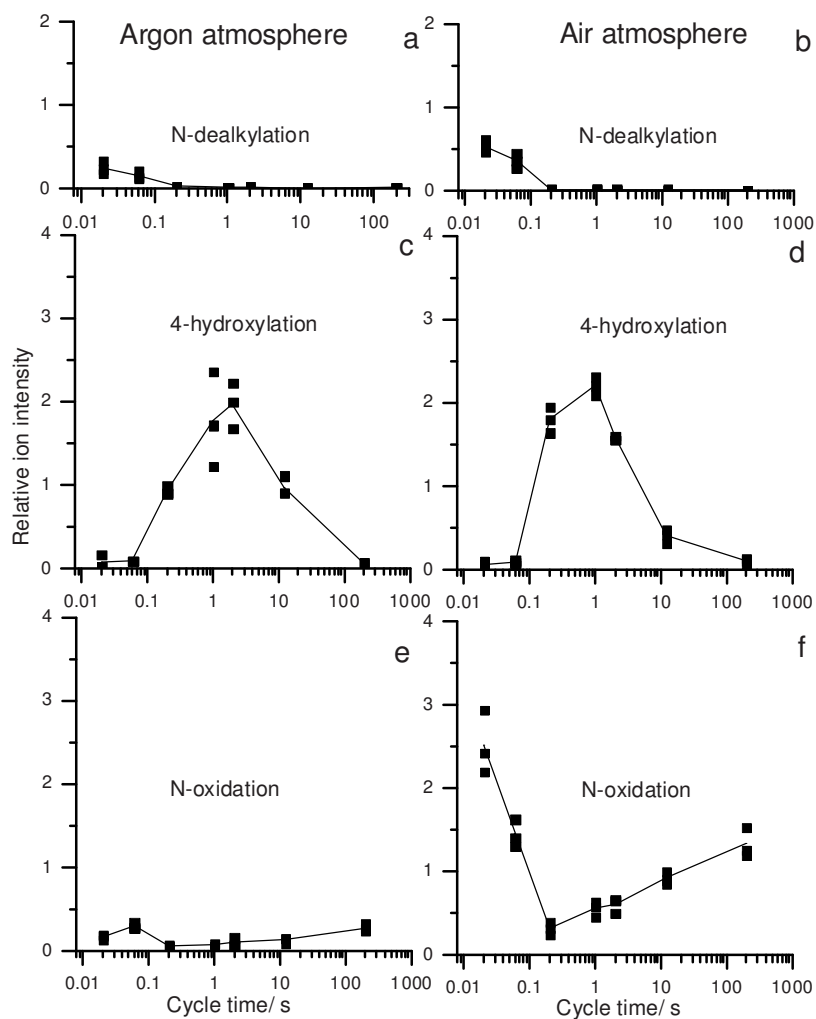 Argon atmosphere a
Air atmosphere b
2
1
0
N-dealkylation
0.01 0.1 1 10 100
2
1
0
N-dealkylation
0.01 0.1 1 10 100 1000
Relative ion intensity
c
4
3
2
1
0
4-hydroxylation
0.01 0.1 1 10 100 1000
d
4
3
2
1
0
4-hydroxylation
0.01 0.1 1 10 100 1000
e
4
3
2
1
0
N-oxidation
0.01 0.1 1 10 100 1000
Cycle time/ s
f
4
3
2
1
0
N-oxidation
0.01 0.1 1 10 100 1000
Cycle time/ s